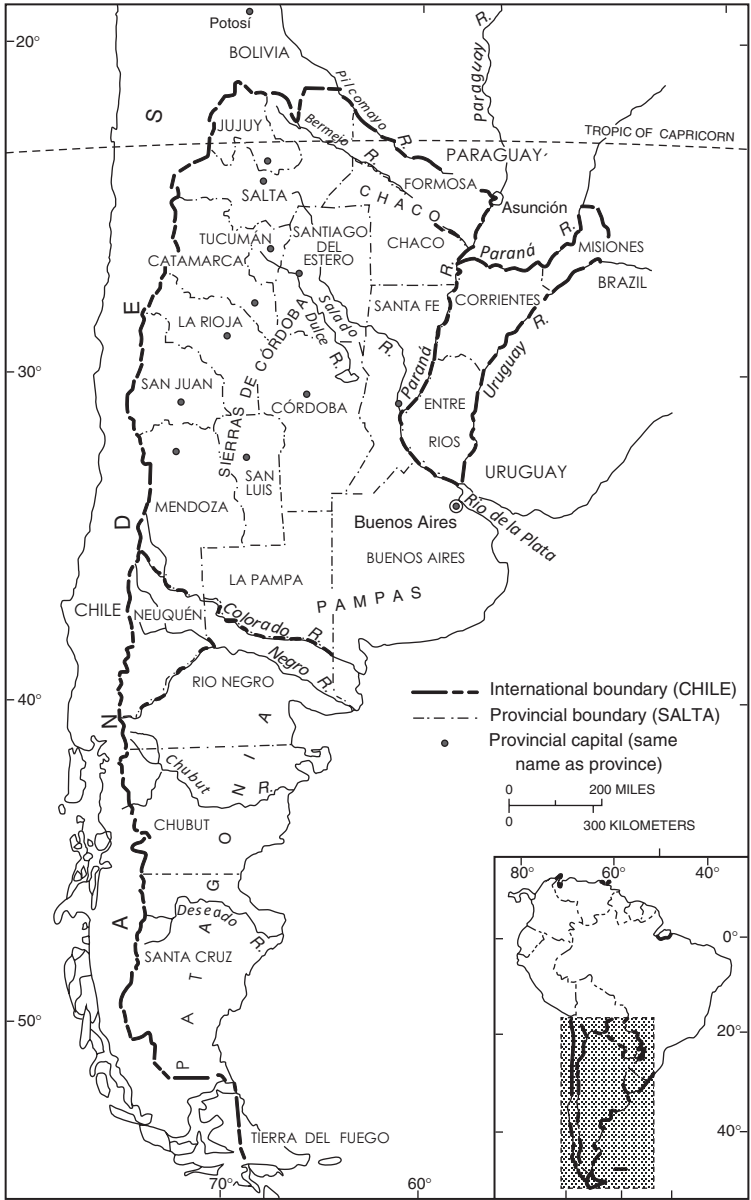 Potosí
20°
BOLIVIA
Paraguay R.
Pilcomayo R.
JUJUY
Bermejo R.
TROPIC OF CAPRICORN
PARAGUAY
FORMOSA
SALTA
CHACO
Asunción
TUCUMÁN
SANTIAGO
DEL
ESTERO
CHACO
Paraná R.
MISIONES
CATAMARCA
BRAZIL
SANTA FE
CORRIENTES
LA RIOJA
Salado R.
Dulce R.
Paraná R.
Uruguay R.
30°
SAN JUAN
SIERRAS DE CÓRDOBA
CÓRDOBA
ENTRE
RIOS
URUGUAY
SAN
LUIS
MENDOZA
Buenos Aires
Rio de la Plata
BUENOS AIRES
LA PAMPA
PAMPAS
CHILE
NEUQUÉN
Colorado R.
Negro R.
RIO NEGRO
40°
ANDES
PATAGONIA
Chubut R.
CHUBUT
Deseado R.
SANTA CRUZ
50°
TIERRA DEL FUEGO
70°
60°
International boundary (CHILE)
Provincial boundary (SALTA)
Provincial capital (same
name as province)
0 200 MILES
0 300 KILOMETERS
80° 60° 40°
0°
20°
40°